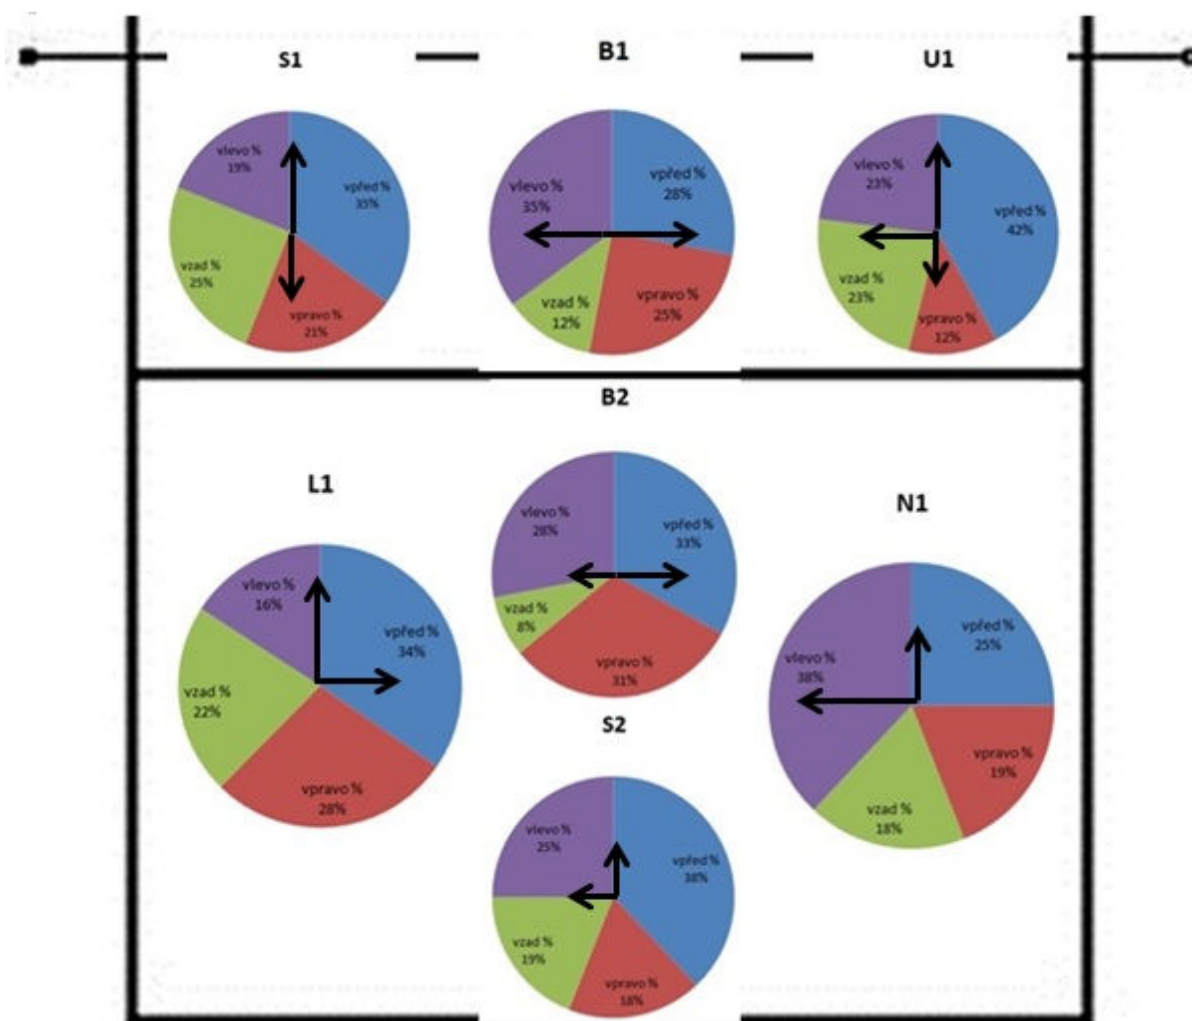 S1
B1
U1
vlevo %
19%
vpřed %
35%
vzad %
25%
vpravo %
21%
vlevo %
35%
vpřed %
28%
vzad %
12%
vpravo %
25%
vlevo %
23%
vpřed %
42%
vzad %
23%
vpravo %
12%
B2
L1
N1
vlevo %
28%
vpřed %
33%
vzad %
8%
vpravo %
31%
vlevo %
16%
vpřed %
34%
vzad %
22%
vpravo %
28%
vlevo %
38%
vpřed %
25%
vpravo %
19%
vzad %
18%
S2
vlevo %
25%
vpřed %
38%
vzad %
19%
vpravo %
18%